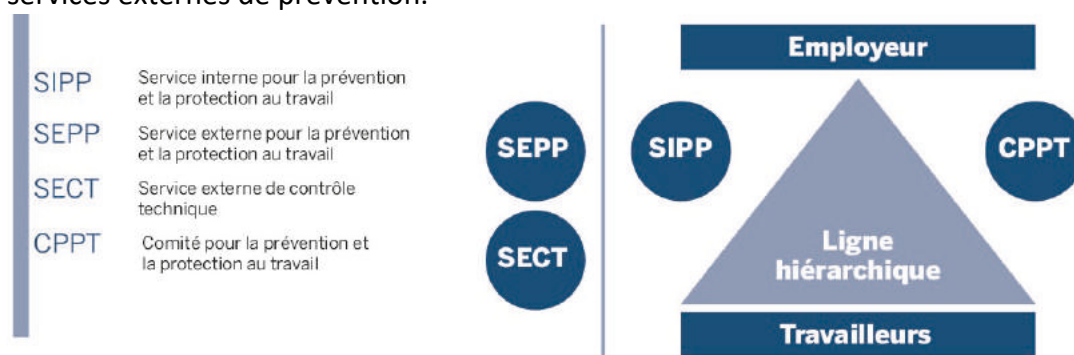 services externes de prévention.
SIPP
Service interne pour la prévention
et la protection au travail
SEPP
Service externe pour la prévention
et la protection au travail
SECT
Service externe de contrôle
technique
CPPT
Comité pour la prévention et
la protection au travail
SEPP
SECT
Employeur
SIPP
CPPT
Ligne
hiérarchique
Travailleurs